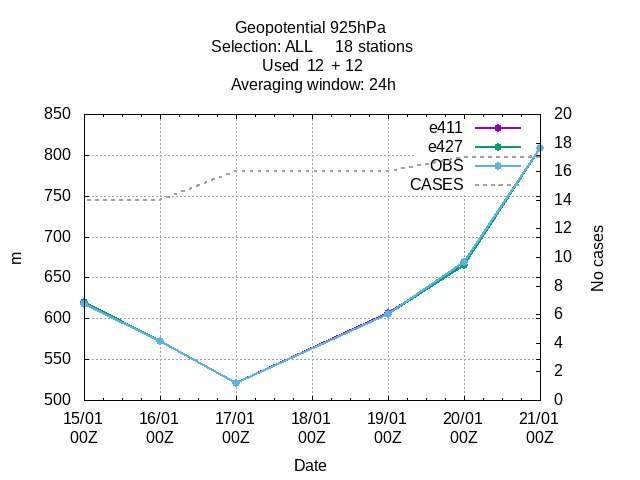 Geopotential 925hPa
Selection: ALL 18 stations
Used 12 + 12
Averaging window: 24h
850
800
750
700
650
600
550
500
m
20
18
16
14
12
10
8
6
4
2
0
No cases
e411
e427
OBS
CASES
15/01 16/01 17/01 18/01 19/01 20/01 21/01
00Z 00Z 00Z 00Z 00Z 00Z 00Z
Date